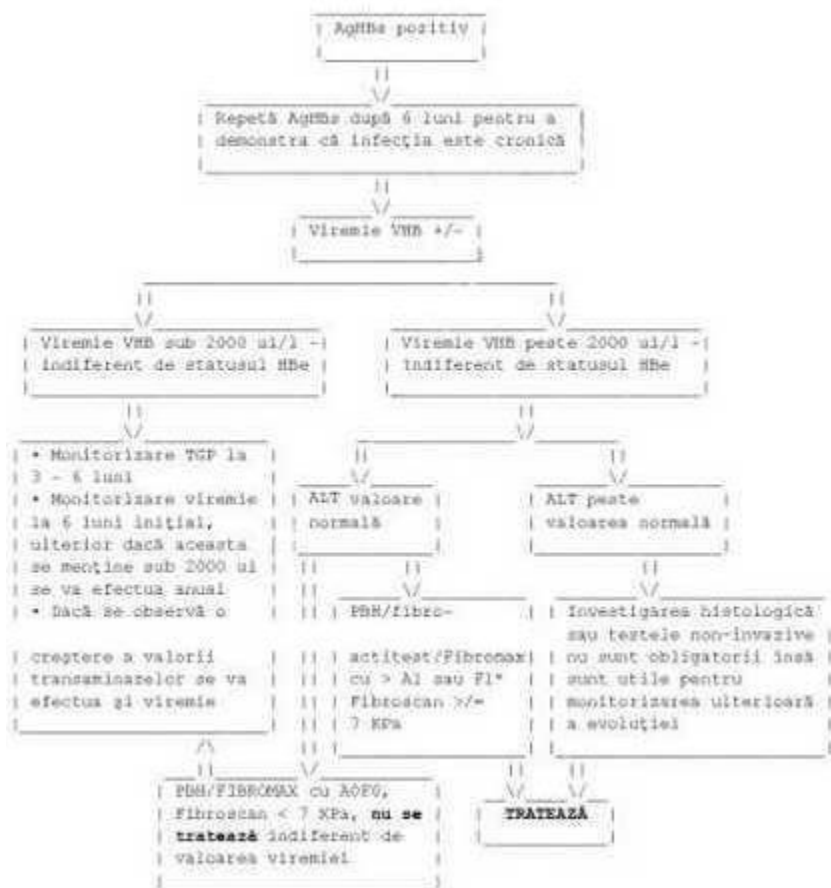 AgHBs pozitiv
Repetă AgHBs după 6 luni pentru a
demonstra că infecţia este cronică
Viremie VHB +/-
Viremie VHB sub 2000 ui/l -
indiferent de statusul HBe
Viremie VHB peste 2000 ui/l -
indiferent de statusul HBe
• Monitorizare TGP la
3 - 6 luni
• Monitorizare viremie
la 6 luni iniţial,
ulterior dacă aceasta
se menţine sub 2000 ui
se va efectua anual
• Dacă se observă o
creştere a valorii
transaminazelor se va
efectua şi viremie
ALT valoare
normală
ALT peste
valoarea normală
PBH/fibro-
actitest/Fibromax
cu > A1 sau F1*
Fibroscan >/=
7 KPa
Investigarea histologică
sau testele non-invazive
nu sunt obligatorii însă
sunt utile pentru
monitorizarea ulterioară
a evoluţiei
PBH/FIBROMAX cu A0F0,
Fibroscan < 7 KPa, nu se
tratează indiferent de
valoarea viremiei
TRATEAZĂ